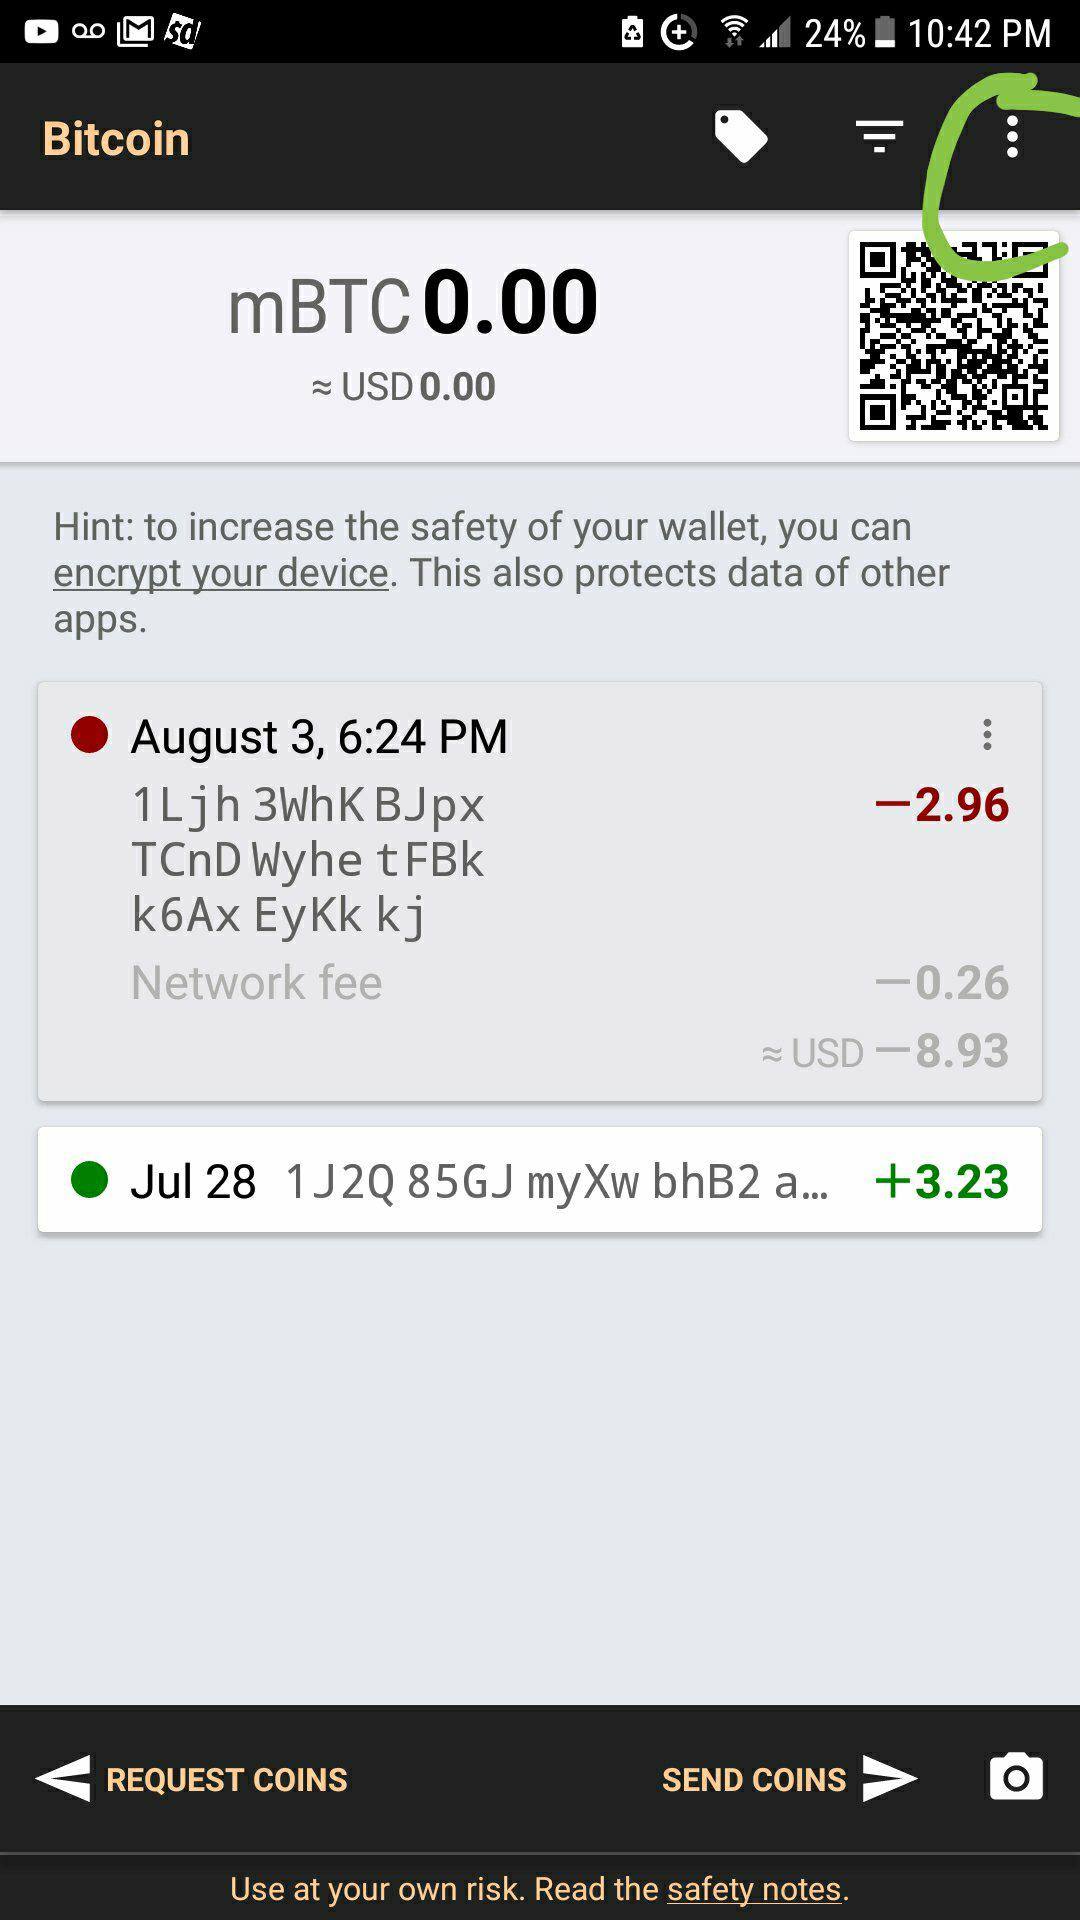 24% 10:42 PM
Bitcoin
mBTC 0.00
≈ USD 0.00
Hint: to increase the safety of your wallet, you can
encrypt your device. This also protects data of other
apps.
August 3, 6:24 PM
1Ljh 3WhK BJpx −2.96
TCnD Wyhe tFBk
k6Ax EyKk kj
Network fee −0.26
≈ USD −8.93
Jul 28 1J2Q 85GJ myXw bhB2 a… +3.23
REQUEST COINS SEND COINS
Use at your own risk. Read the safety notes.